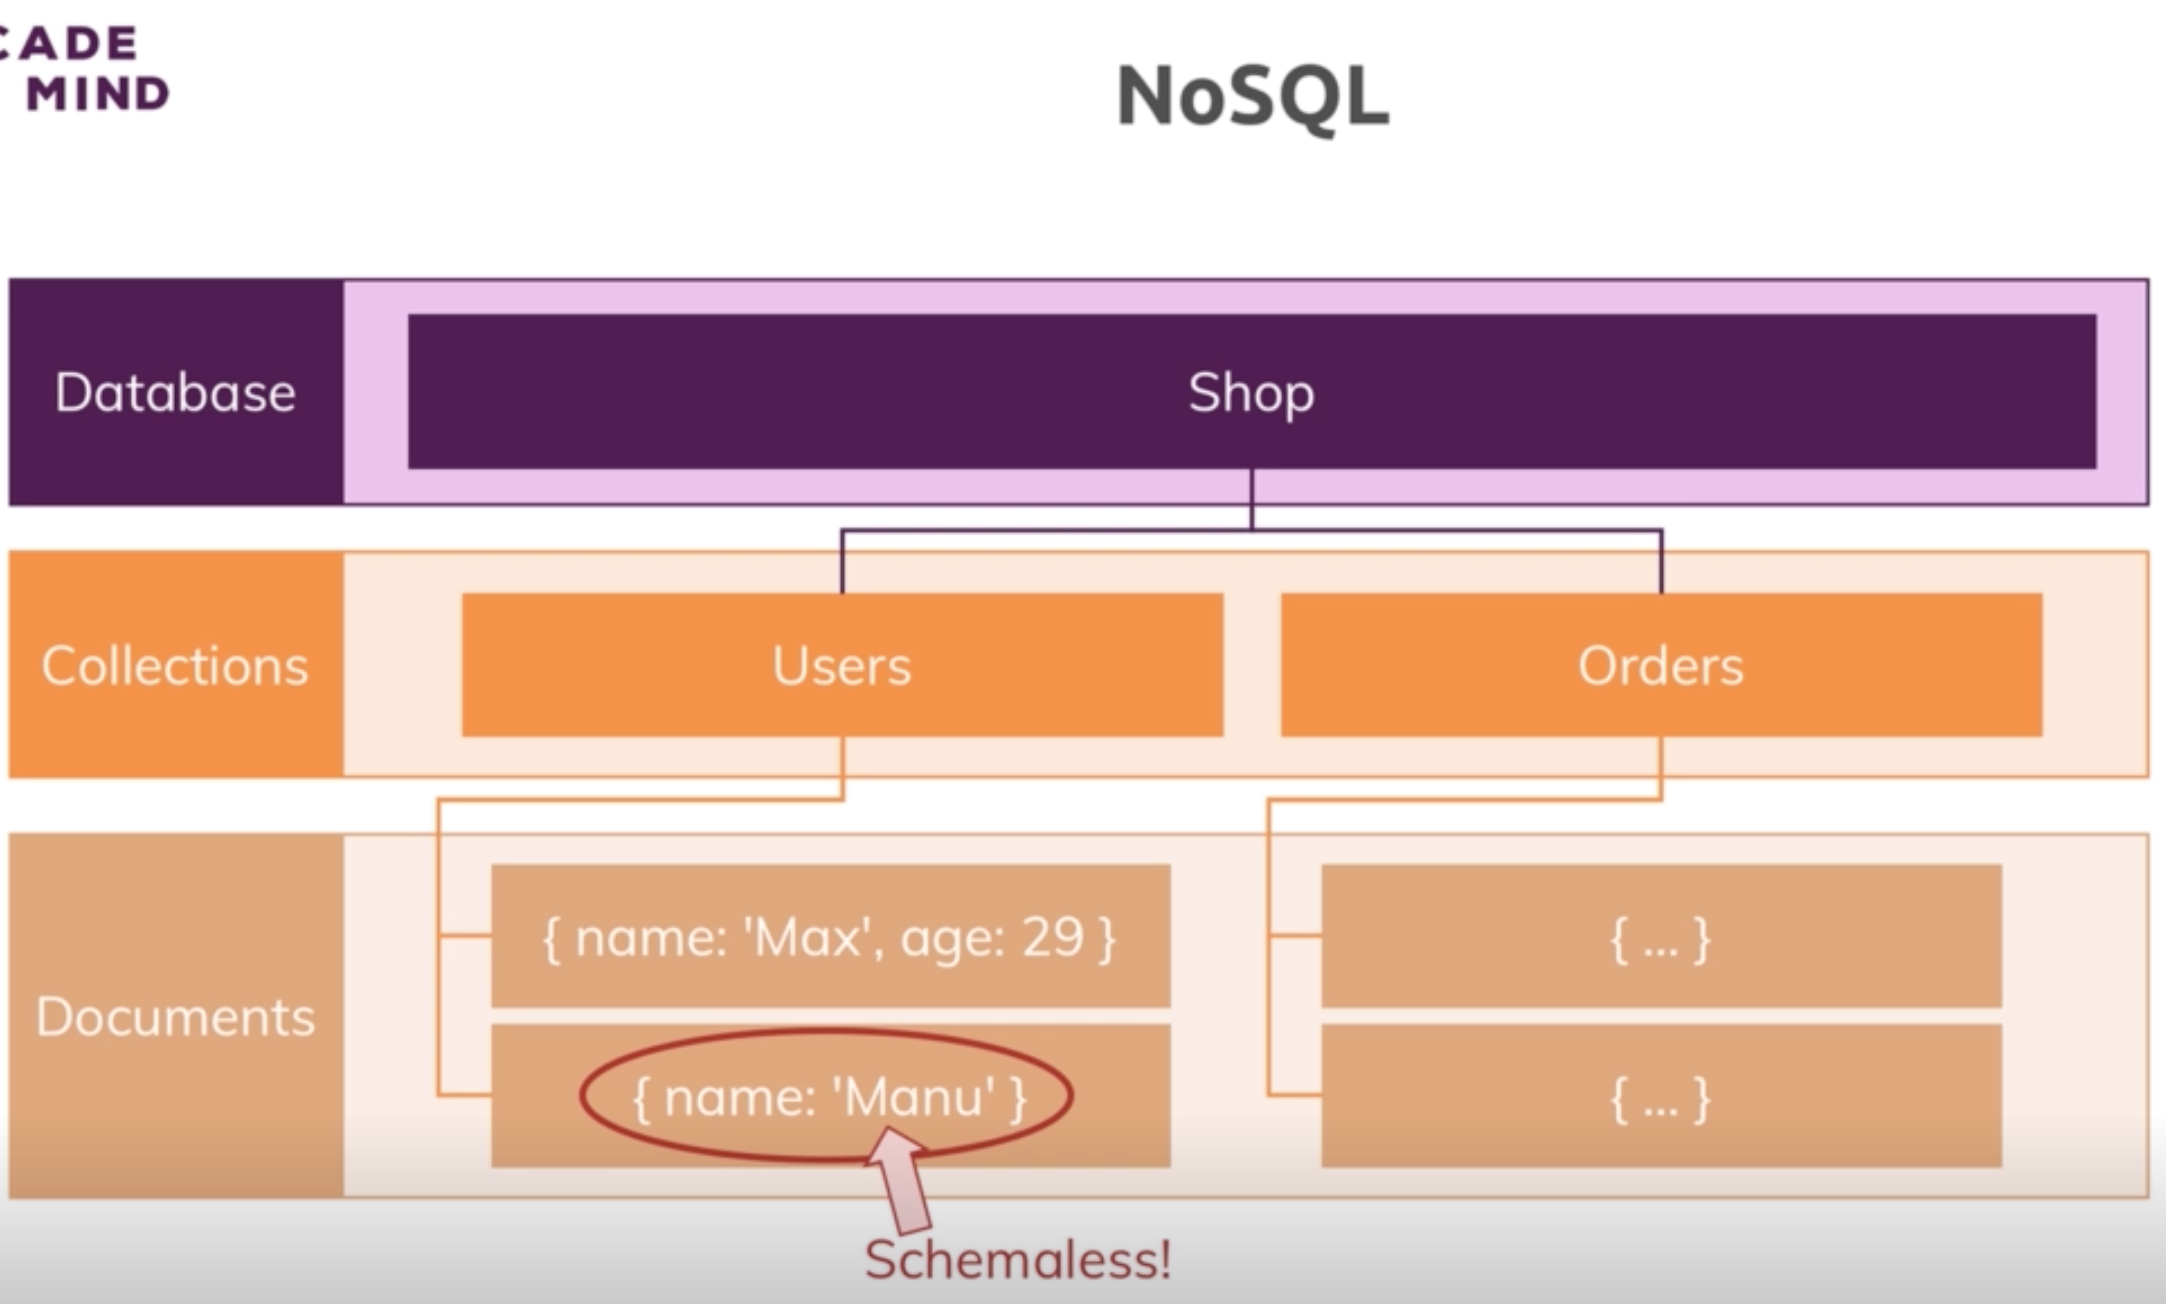 CADE
MIND
NoSQL
Database
Shop
Collections
Users
Orders
Documents
{ name: 'Max', age: 29 }
{ ... }
{ name: 'Manu' }
{ ... }
Schemaless!